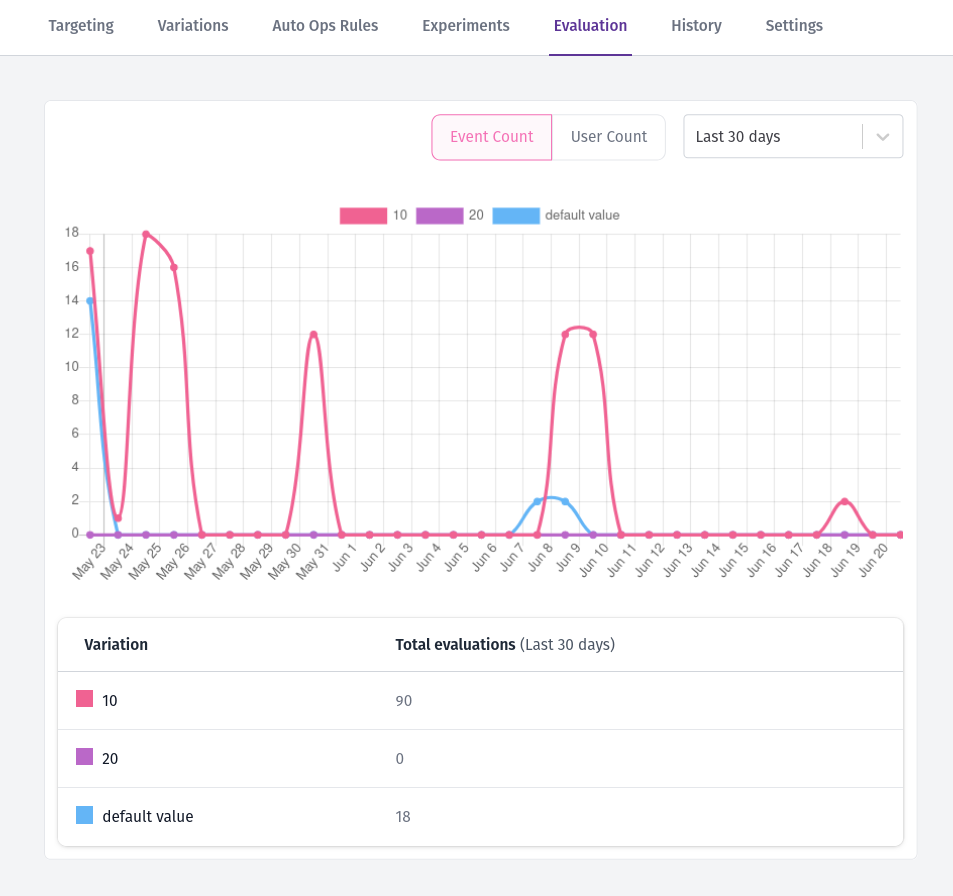 Targeting Variations Auto Ops Rules Experiments Evaluation History Settings
Event Count User Count Last 30 days
10 20 default value
18
16
14
12
10
8
6
4
2
0
May 23 May 24 May 25 May 26 May 27 May 28 May 29 May 30 May 31 Jun 1 Jun 2 Jun 3 Jun 4 Jun 5 Jun 6 Jun 7 Jun 8 Jun 9 Jun 10 Jun 11 Jun 12 Jun 13 Jun 14 Jun 15 Jun 16 Jun 17 Jun 18 Jun 19 Jun 20
Variation Total evaluations (Last 30 days)
10 90
20 0
default value 18